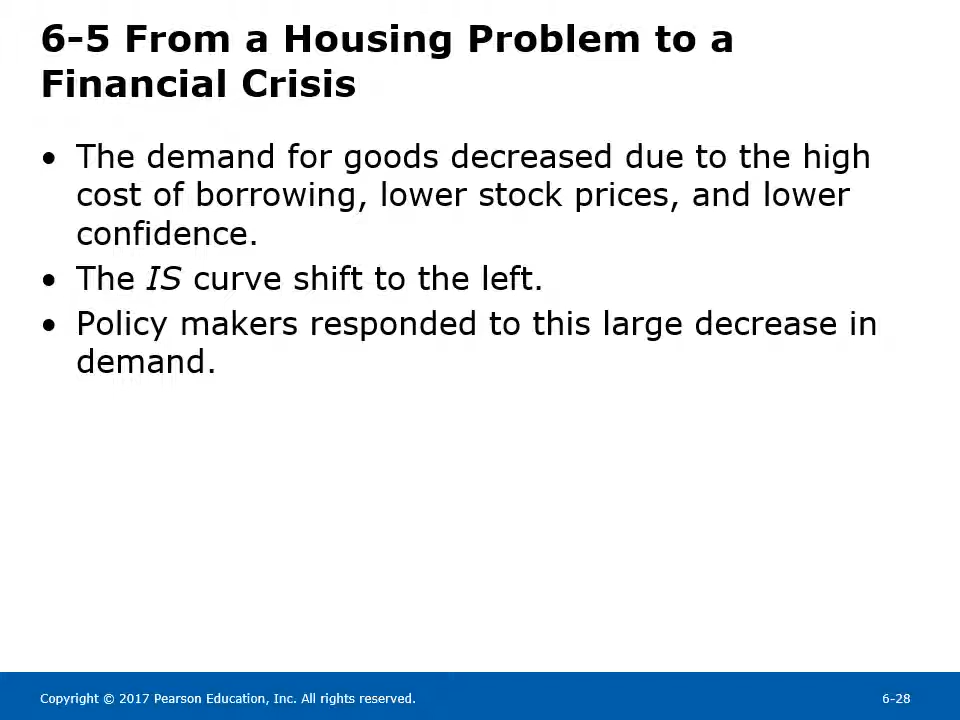 6-5 From a Housing Problem to a
Financial Crisis
• The demand for goods decreased due to the high
cost of borrowing, lower stock prices, and lower
confidence.
• The IS curve shift to the left.
• Policy makers responded to this large decrease in
demand.
Copyright © 2017 Pearson Education, Inc. All rights reserved.
6-28